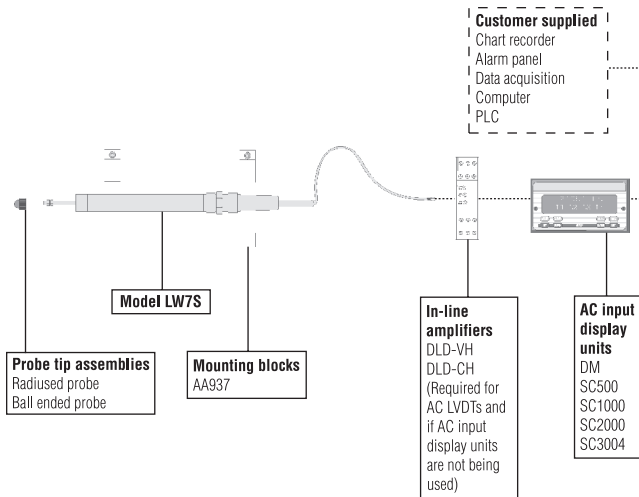 Customer supplied
Chart recorder
Alarm panel
Data acquisition
Computer
PLC
Model LW7S
Probe tip assemblies
Radiused probe
Ball ended probe
Mounting blocks
AA937
In-line
amplifiers
DLD-VH
DLD-CH
(Required for
AC LVDTs and
if AC input
display units
are not being
used)
AC input
display
units
DM
SC500
SC1000
SC2000
SC3004